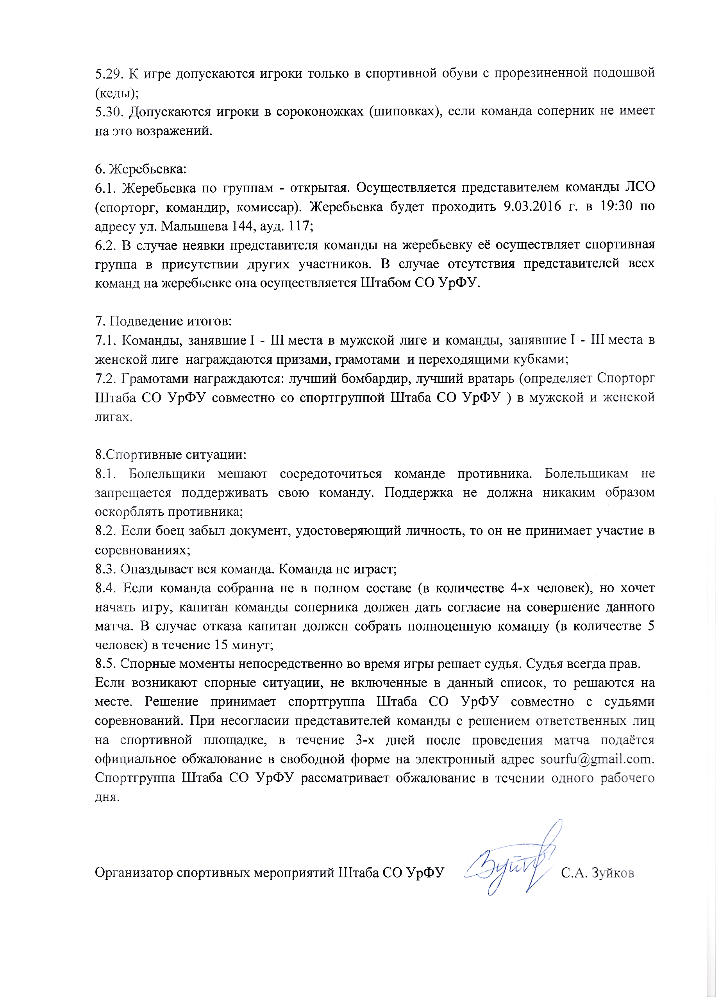 5.29. К игре допускаются игроки только в спортивной обуви с прорезиненной подошвой
(кеды);
5.30. Допускаются игроки в сороконожках (шиповках), если команда соперник не имеет
на это возражений.
6. Жеребьевка:
6.1. Жеребьевка по группам - открытая. Осуществляется представителем команды ЛСО
(спорторг, командир, комиссар). Жеребьевка будет проходить 9.03.2016 г. в 19:30 по
адресу ул. Малышева 144, ауд. 117;
6.2. В случае неявки представителя команды на жеребьевку её осуществляет спортивная
группа в присутствии других участников. В случае отсутствия представителей всех
команд на жеребьевке она осуществляется Штабом СО УрФУ.
7. Подведение итогов:
7.1. Команды, занявшие I - III места в мужской лиге и команды, занявшие I - III места в
женской лиге  награждаются призами, грамотами  и переходящими кубками;
7.2. Грамотами награждаются: лучший бомбардир, лучший вратарь (определяет Спорторг
Штаба СО УрФУ совместно со спортгруппой Штаба СО УрФУ ) в мужской и женской
лигах.
8.Спортивные ситуации:
8.1. Болельщики мешают сосредоточиться команде противника. Болельщикам не
запрещается поддерживать свою команду. Поддержка не должна никаким образом
оскорблять противника;
8.2. Если боец забыл документ, удостоверяющий личность, то он не принимает участие в
соревнованиях;
8.3. Опаздывает вся команда. Команда не играет;
8.4. Если команда собранна не в полном составе (в количестве 4-х человек), но хочет
начать игру, капитан команды соперника должен дать согласие на совершение данного
матча. В случае отказа капитан должен собрать полноценную команду (в количестве 5
человек) в течение 15 минут;
8.5. Спорные моменты непосредственно во время игры решает судья. Судья всегда прав.
Если возникают спорные ситуации, не включенные в данный список, то решаются на
месте. Решение принимает спортгруппа Штаба СО УрФУ совместно с судьями
соревнований. При несогласии представителей команды с решением ответственных лиц
на спортивной площадке, в течение 3-х дней после проведения матча подаётся
официальное обжалование в свободной форме на электронный адрес sourfu@gmail.com.
Спортгруппа Штаба СО УрФУ рассматривает обжалование в течении одного рабочего
дня.
Организатор спортивных мероприятий Штаба СО УрФУ С.А. Зуйков